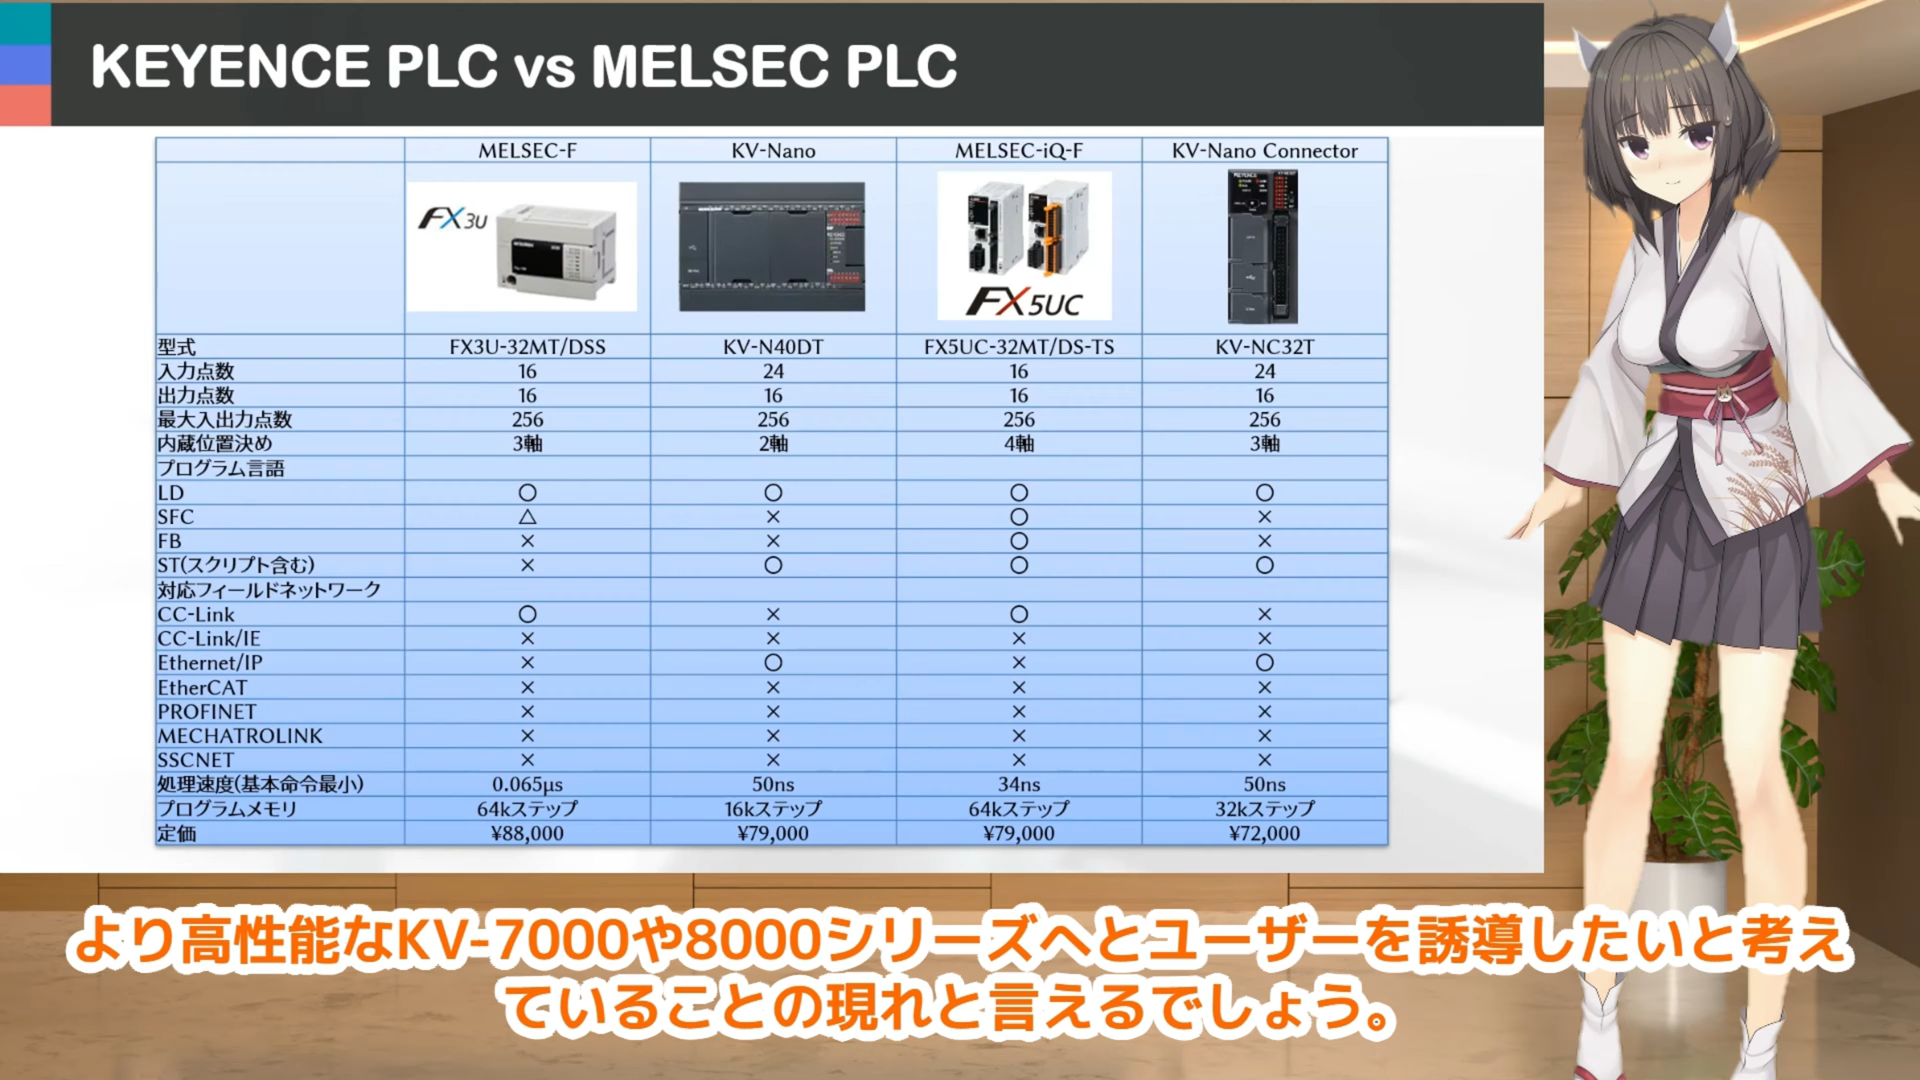 KEYENCE PLC vs MELSEC PLC
MELSEC-F KV-Nano MELSEC-iQ-F KV-Nano Connector
FX3U
FX5UC
型式 FX3U-32MT/DSS KV-N40DT FX5UC-32MT/DS-TS KV-NC32T
入力点数 16 24 16 24
出力点数 16 16 16 16
最大入出力点数 256 256 256 256
内蔵位置決め 3軸 2軸 4軸 3軸
プログラム言語
LD ○ ○ ○ ○
SFC △ × ○ ×
FB × × ○ ×
ST(スクリプト含む) × ○ ○ ○
対応フィールドネットワーク
CC-Link ○ × ○ ×
CC-Link/IE × × × ×
Ethernet/IP × ○ × ○
EtherCAT × × × ×
PROFINET × × × ×
MECHATROLINK × × × ×
SSCNET × × × ×
処理速度(基本命令最小) 0.065μs 50ns 34ns 50ns
プログラムメモリ 64kステップ 16kステップ 64kステップ 32kステップ
定価 ¥88,000 ¥79,000 ¥79,000 ¥72,000
より高性能なKV-7000や8000シリーズへとユーザーを誘導したいと考え
ていることの現れと言えるでしょう。